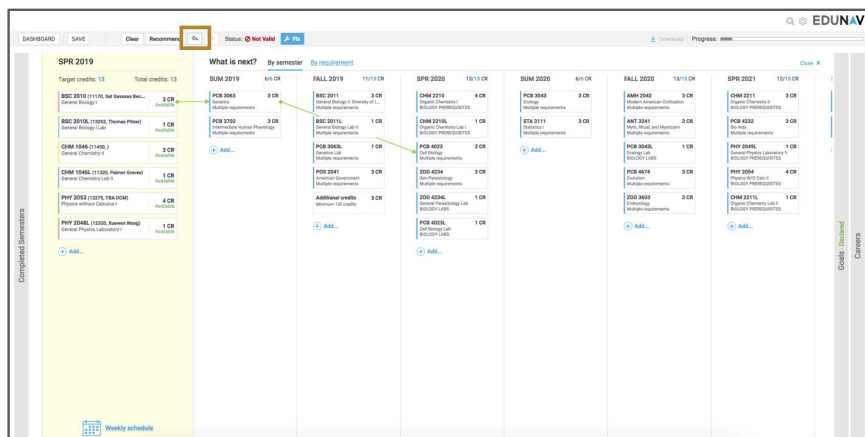 EDUNAV
DASHBOARD SAVE Clear Recommend Status: Not Valid Fix Download Progress:
SPR 2019
Target credits: 13 Total credits: 13
BSC 2010 (11170, Sat Gavassa Bec... 3 CR
General Biology I Available
BSC 2010L (13252, Thomas Pitzer) 1 CR
General Biology I Lab Available
CHM 1046 (11450, ) 3 CR
General Chemistry II Available
CHM 1046L (11320, Palmer Graves) 1 CR
General Chemistry Lab II Available
PHY 2053 (12275, TBA GCM) 4 CR
Physics without Calculus I Available
PHY 2048L (12320, Xuewen Wang) 1 CR
General Physics Laboratory I Available
Add...
Weekly schedule
What is next? By semester By requirement Close X
SUM 2019 6/6 CR
PCB 3063 3 CR
Genetics
Multiple requirements
PCB 3702 3 CR
Intermediate Human Physiology
Multiple requirements
Add...
FALL 2019 11/13 CR
BSC 2011 3 CR
General Biology II: Diversity of L...
Multiple requirements
BSC 2011L 1 CR
General Biology Lab II
Multiple requirements
PCB 3063L 1 CR
Genetics Lab
Multiple requirements
POS 2041 3 CR
American Government
Multiple requirements
Additional credits 3 CR
Minimum 120 credits
Add...
SPR 2020 13/13 CR
CHM 2210 4 CR
Organic Chemistry I
BIOLOGY PREREQUISITES
CHM 2210L 1 CR
Organic Chemistry Lab I
BIOLOGY PREREQUISITES
PCB 4023 3 CR
Cell Biology
Multiple requirements
ZOO 4234 3 CR
Gen Parasitology
Multiple requirements
ZOO 4234L 1 CR
General Parasitology Lab
BIOLOGY LABS
PCB 4023L 1 CR
Cell Biology Lab
BIOLOGY LABS
Add...
SUM 2020 6/6 CR
PCB 3043 3 CR
Ecology
Multiple requirements
STA 3111 3 CR
Statistics I
Multiple requirements
Add...
FALL 2020 13/13 CR
AMH 2042 3 CR
Modern American Civilization
Multiple requirements
ANT 3241 3 CR
Myth, Ritual, and Mysticism
Multiple requirements
PCB 3043L 1 CR
Ecology Lab
BIOLOGY LABS
PCB 4674 3 CR
Evolution
Multiple requirements
ZOO 3603 3 CR
Embryology
Multiple requirements
Add...
SPR 2021 12/13 CR
CHM 2211 3 CR
Organic Chemistry II
BIOLOGY PREREQUISITES
PCB 4232 3 CR
Bio Aids
Multiple requirements
PHY 2049L 1 CR
General Physics Laboratory II
BIOLOGY PREREQUISITES
PHY 2054 4 CR
Physics W/O Calc II
BIOLOGY PREREQUISITES
CHM 2211L 1 CR
Organic Chemistry Lab II
BIOLOGY PREREQUISITES
Add...
Completed Semesters
Goals - Declared
Careers